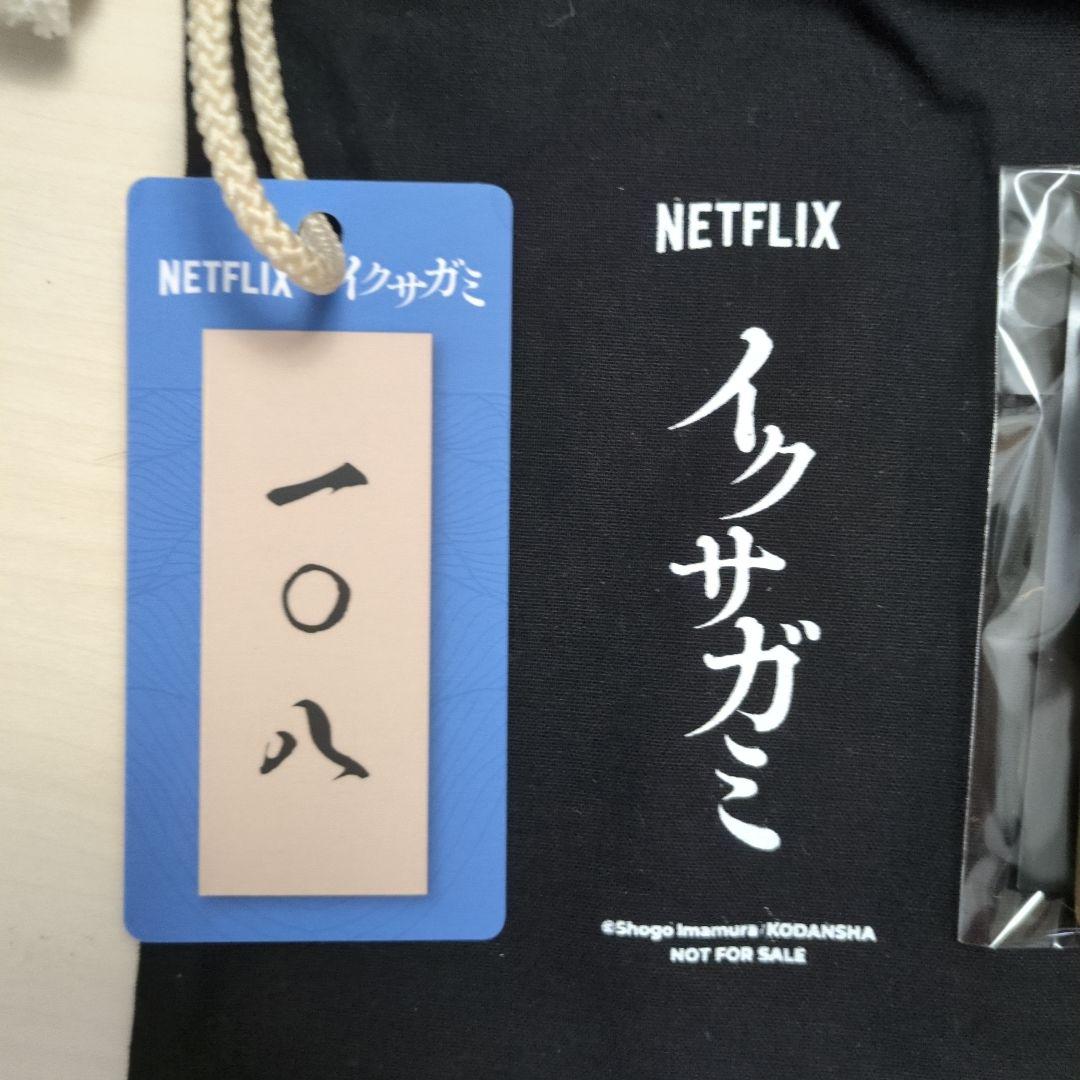 NETFLIX イクサガミ
一〇八
NETFLIX
イクサガミ
©Shogo Imamura/KODANSHA
NOT FOR SALE